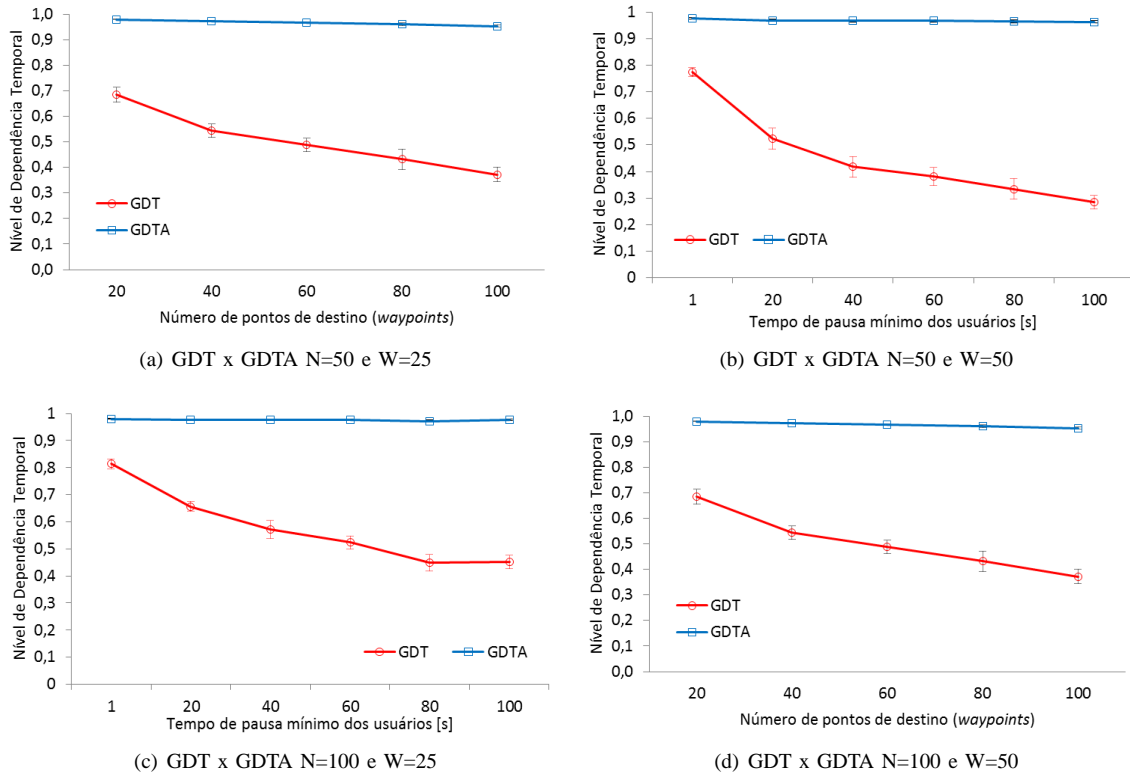 1,0
0,9
0,8
0,7
0,6
0,5
0,4
0,3
0,2
0,1
0,0
Nível de Dependência Temporal
GDT
GDTA
20 40 60 80 100
Número de pontos de destino (waypoints)
(a) GDT x GDTA N=50 e W=25
1
0,9
0,8
0,7
0,6
0,5
0,4
0,3
0,2
0,1
0
Nível de Dependência Temporal
GDT GDTA
1 20 40 60 80 100
Tempo de pausa mínimo dos usuários [s]
(b) GDT x GDTA N=50 e W=50
1
0,9
0,8
0,7
0,6
0,5
0,4
0,3
0,2
0,1
0
Nível de Dependência Temporal
GDT GDTA
1 20 40 60 80 100
Tempo de pausa mínimo dos usuários [s]
(c) GDT x GDTA N=100 e W=25
1,0
0,9
0,8
0,7
0,6
0,5
0,4
0,3
0,2
0,1
0,0
Nível de Dependência Temporal
GDT
GDTA
20 40 60 80 100
Número de pontos de destino (waypoints)
(d) GDT x GDTA N=100 e W=50